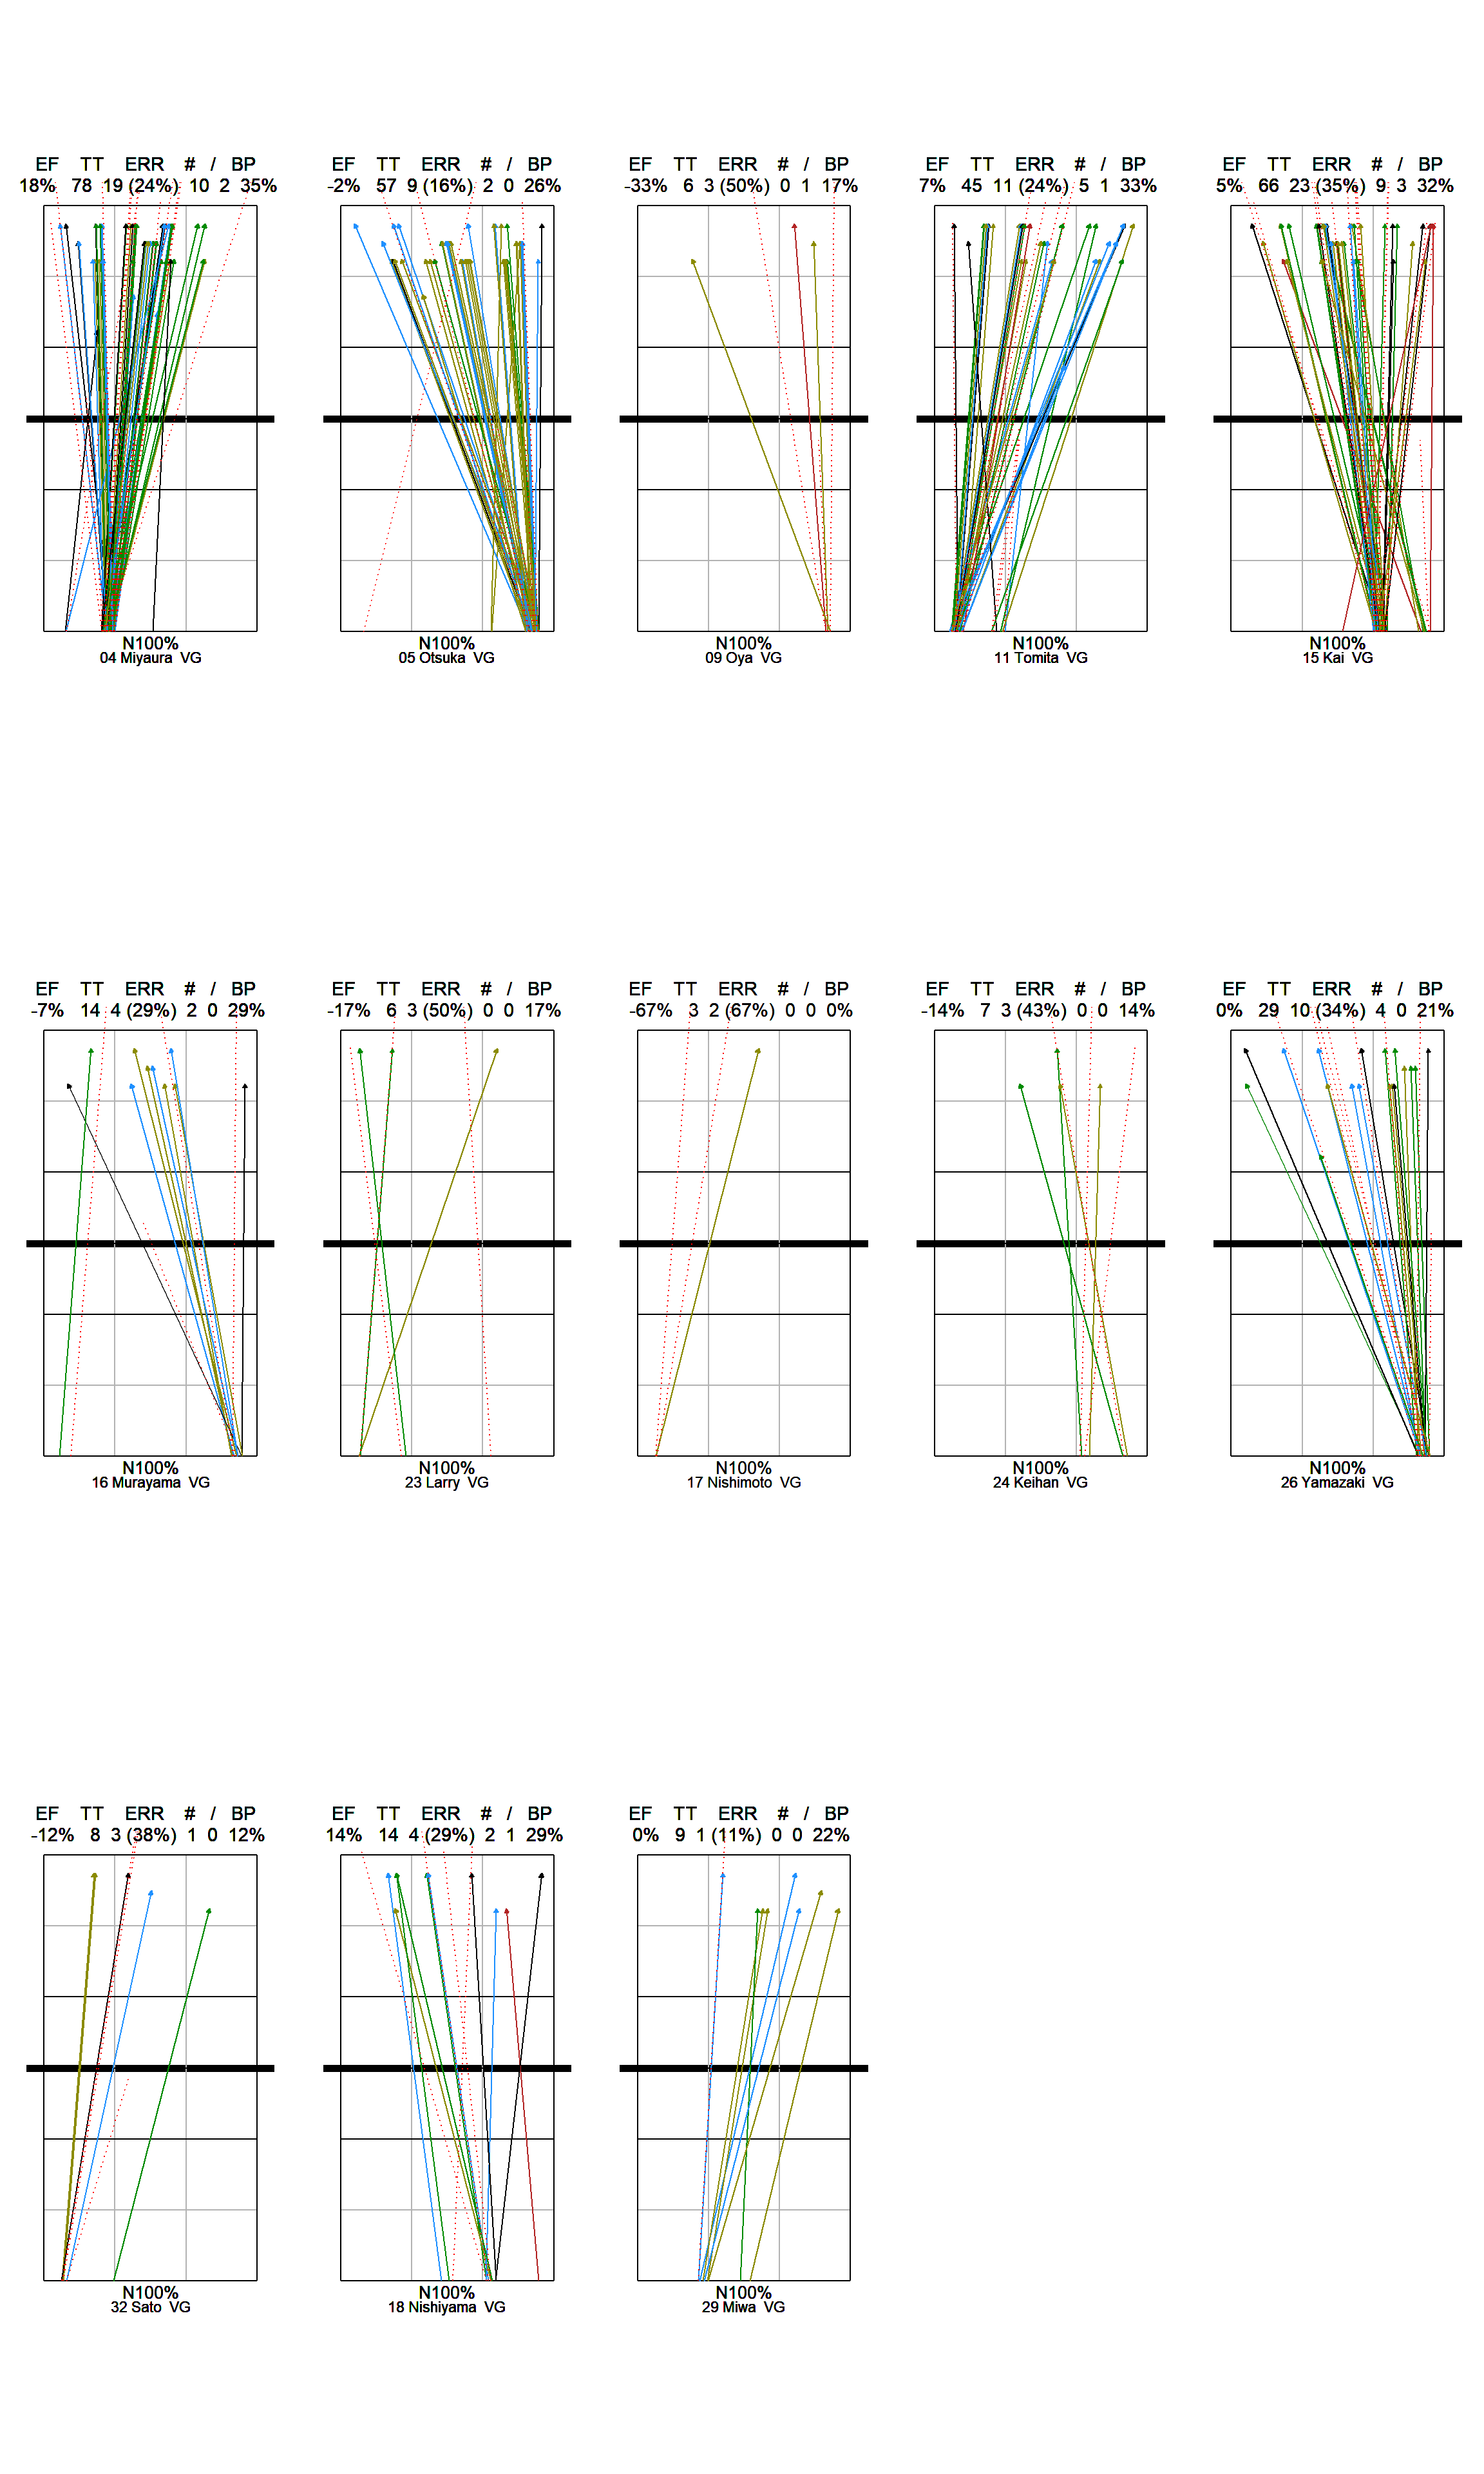 EF TT ERR # / BP
18% 78 19 (24%) 10 2 35%
N100%
04 Miyaura VG
EF TT ERR # / BP
-2% 57 9 (16%) 2 0 26%
N100%
05 Otsuka VG
EF TT ERR # / BP
-33% 6 3 (50%) 0 1 17%
N100%
09 Oya VG
EF TT ERR # / BP
7% 45 11 (24%) 5 1 33%
N100%
11 Tomita VG
EF TT ERR # / BP
5% 66 23 (35%) 9 3 32%
N100%
15 Kai VG
EF TT ERR # / BP
-7% 14 4 (29%) 2 0 29%
N100%
16 Murayama VG
EF TT ERR # / BP
-17% 6 3 (50%) 0 0 17%
N100%
23 Larry VG
EF TT ERR # / BP
-67% 3 2 (67%) 0 0 0%
N100%
17 Nishimoto VG
EF TT ERR # / BP
-14% 7 3 (43%) 0 0 14%
N100%
24 Keihan VG
EF TT ERR # / BP
0% 29 10 (34%) 4 0 21%
N100%
26 Yamazaki VG
EF TT ERR # / BP
-12% 8 3 (38%) 1 0 12%
N100%
32 Sato VG
EF TT ERR # / BP
14% 14 4 (29%) 2 1 29%
N100%
18 Nishiyama VG
EF TT ERR # / BP
0% 9 1 (11%) 0 0 22%
N100%
29 Miwa VG